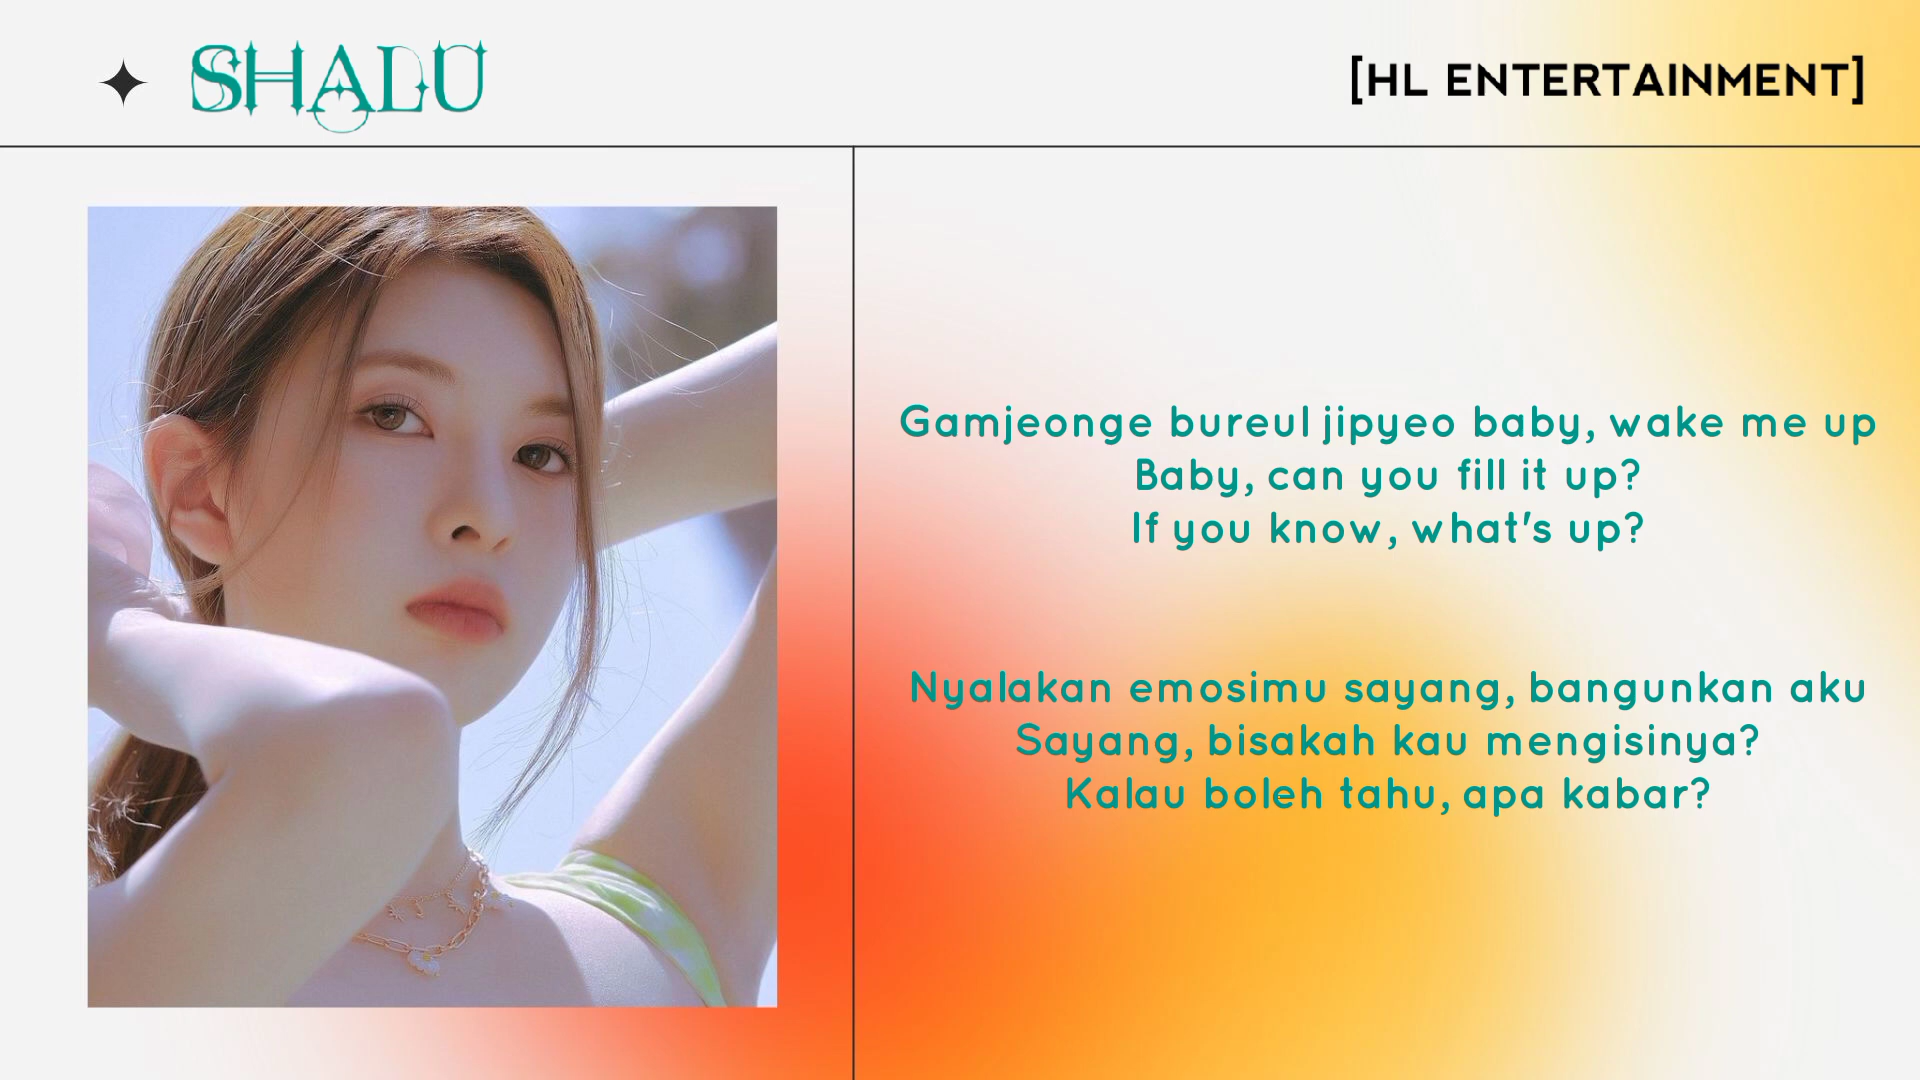 SHALU
[HL ENTERTAINMENT]
Gamjeonge bureul jipyeo baby, wake me up
Baby, can you fill it up?
If you know, what's up?
Nyalakan emosimu sayang, bangunkan aku
Sayang, bisakah kau mengisinya?
Kalau boleh tahu, apa kabar?